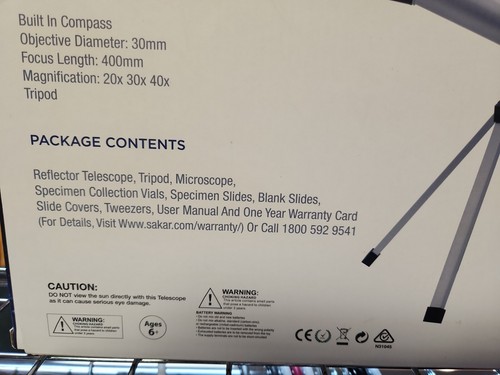 Built In Compass
Objective Diameter: 30mm
Focus Length: 400mm
Magnification: 20x 30x 40x
Tripod
PACKAGE CONTENTS
Reflector Telescope, Tripod, Microscope,
Specimen Collection Vials, Specimen Slides, Blank Slides,
Slide Covers, Tweezers, User Manual And One Year Warranty Card
(For Details, Visit Www.sakar.com/warranty/) Or Call 1800 592 9541
CAUTION:
DO NOT view the sun directly with this Telescope
as it can cause serious eye damage.
WARNING:
CHOKING HAZARD
Ages
6+
WARNING:
CHOKING HAZARD
BATTERY WARNING
CE